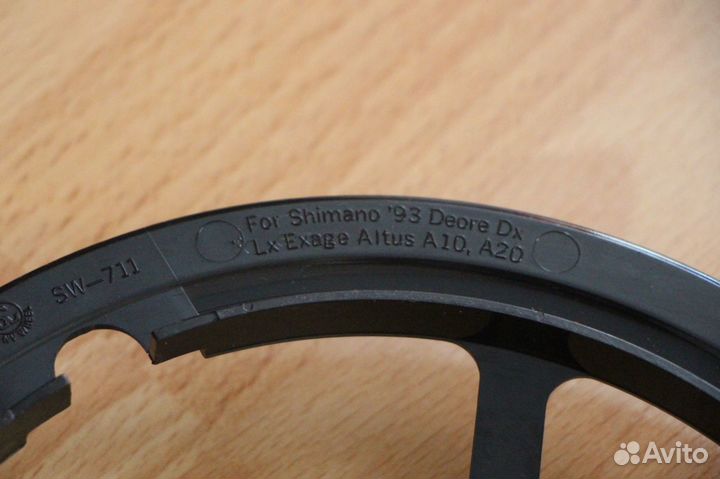 For Shimano '93 Deore Dx
Lx Exage Altus A10, A20
SW-711
Avito